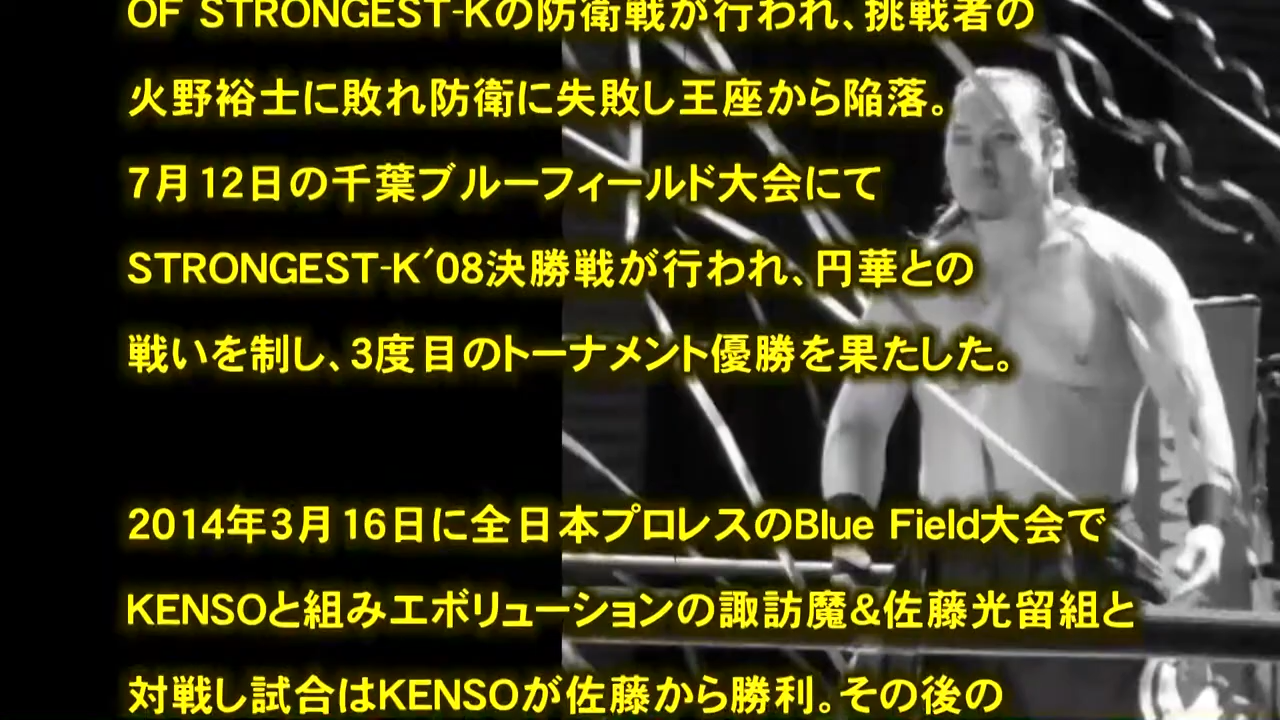 OF STRONGEST-Kの防衛戦が行われ、挑戦者の
火野裕士に敗れ防衛に失敗し王座から陥落。
7月12日の千葉ブルーフィールド大会にて
STRONGEST-K´08決勝戦が行われ、円華との
戦いを制し、3度目のトーナメント優勝を果たした。
2014年3月16日に全日本プロレスのBlue Field大会で
KENSOと組みエボリューションの諏訪魔&佐藤光留組と
対戦し試合はKENSOが佐藤から勝利。その後の